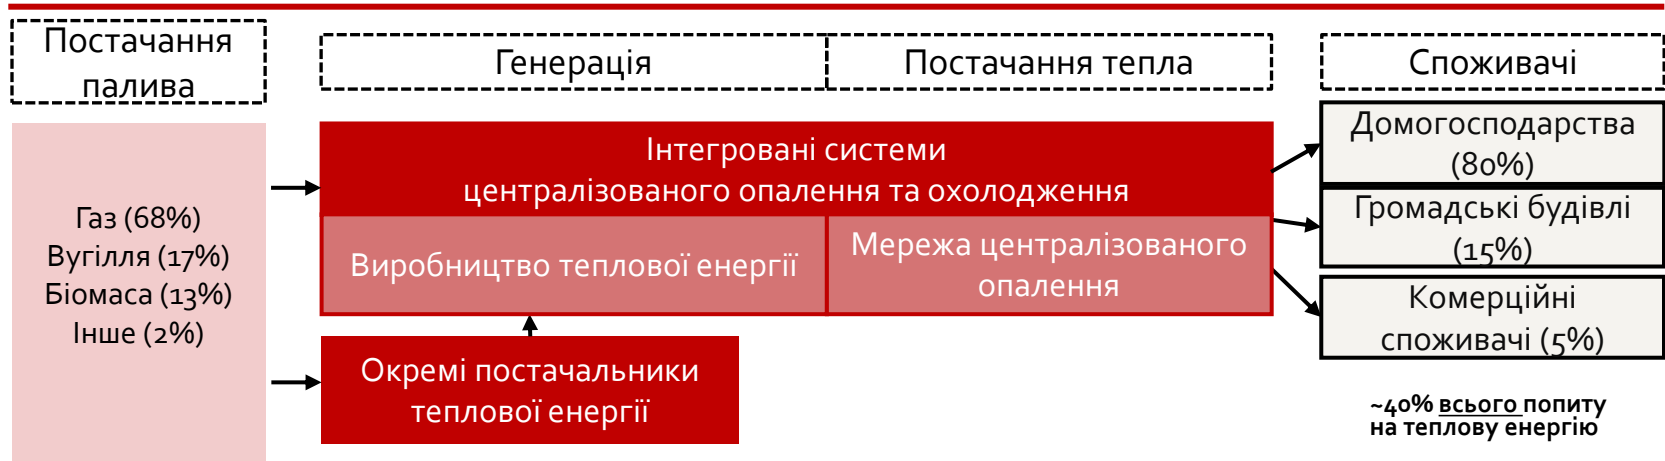 Постачання
палива
Генерація
Постачання тепла
Споживачі
Газ (68%)
Вугілля (17%)
Біомаса (13%)
Інше (2%)
Інтегровані системи
централізованого опалення та охолодження
Виробництво теплової енергії
Мережа централізованого
опалення
Окремі постачальники
теплової енергії
Домогосподарства
(80%)
Громадські будівлі
(15%)
Комерційні
споживачі (5%)
~40% всього попиту
на теплову енергію